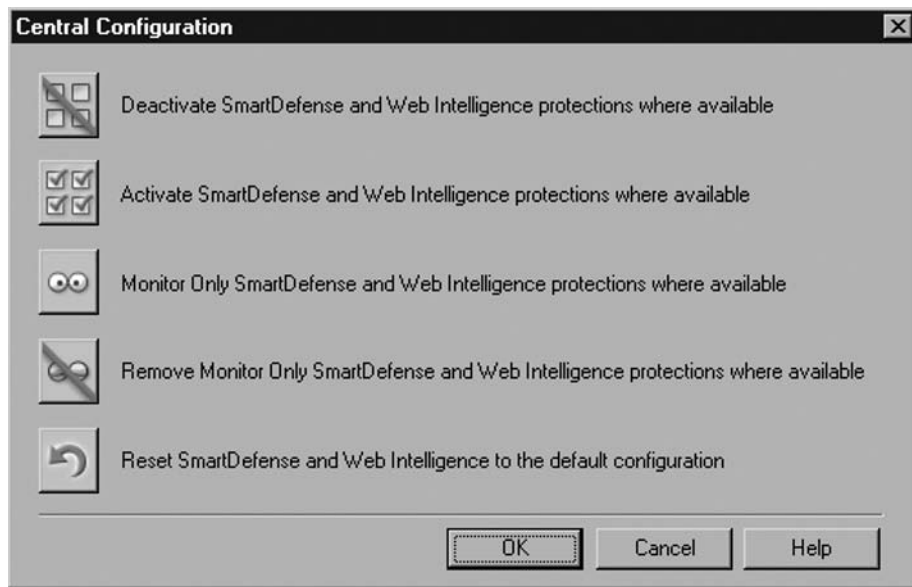 Central Configuration
Deactivate SmartDefense and Web Intelligence protections where available
Activate SmartDefense and Web Intelligence protections where available
Monitor Only SmartDefense and Web Intelligence protections where available
Remove Monitor Only SmartDefense and Web Intelligence protections where available
Reset SmartDefense and Web Intelligence to the default configuration
OK Cancel Help